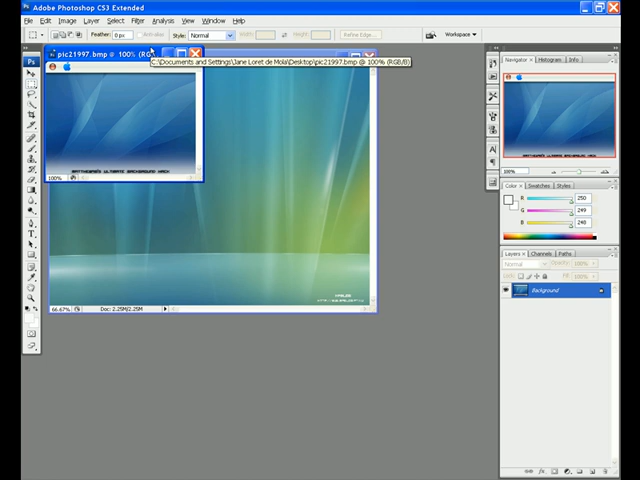 Adobe Photoshop CS3 Extended
File Edit Image Layer Select Filter Analysis View Window Help
Feather: 0 px Anti-alias Style: Normal Width: Height: Refine Edge... Workspace
pic21997.bmp @ 100% (RG
C:\Documents and Settings\Jane Loret de Mola\Desktop\pic21997.bmp @ 100% (RGB/8)
Ps
100%
66.67% Doc: 2.25M/2.25M
Navigator Histogram Info
100%
Color Swatches Styles
R 250
G 249
B 248
Layers Channels Paths
Normal Opacity: 100%
Lock: Fill: 100%
Background